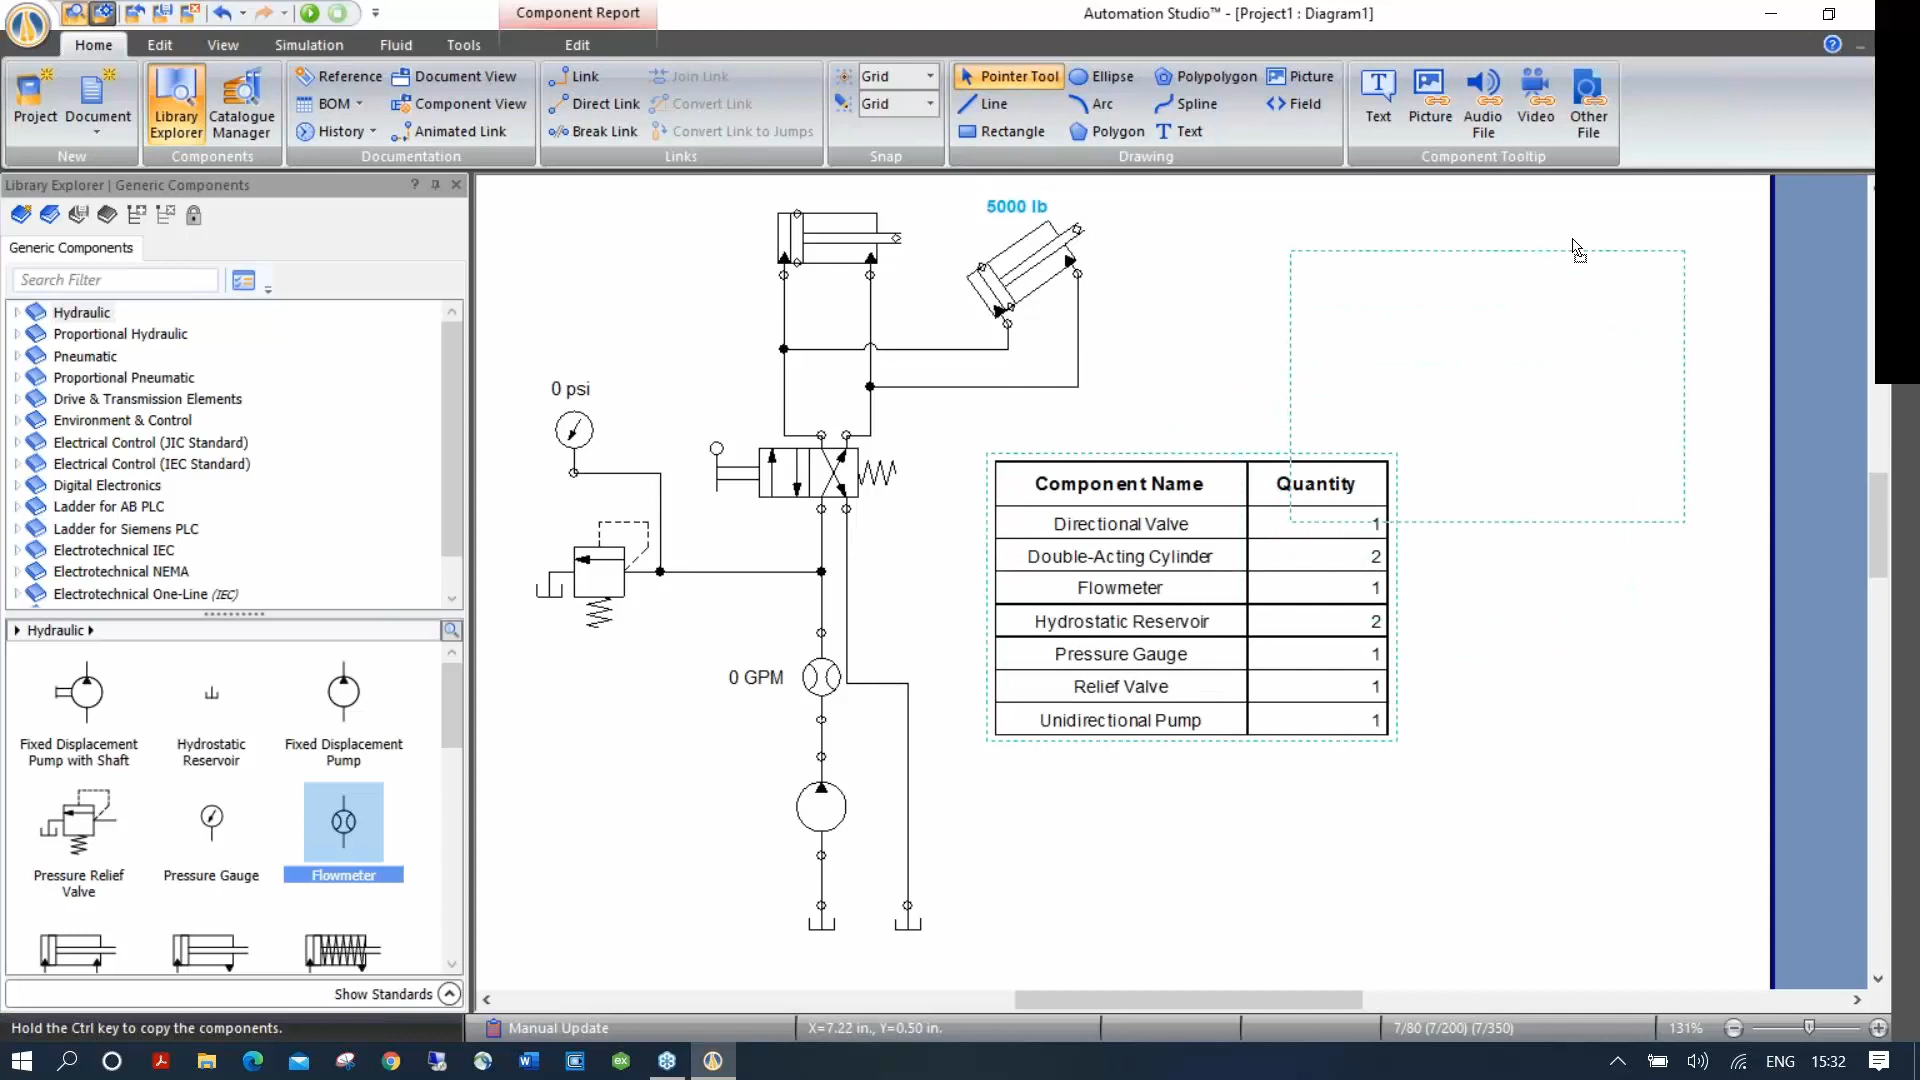 Component Report
Automation Studio™ - [Project1 : Diagram1]
Home
Edit
View
Simulation
Fluid
Tools
Edit
Project
Document
New
Library Explorer
Catalogue Manager
Components
Reference
BOM
History
Document View
Component View
Animated Link
Documentation
Link
Direct Link
Break Link
Join Link
Convert Link
Convert Link to Jumps
Links
Grid
Grid
Snap
Pointer Tool
Line
Rectangle
Ellipse
Arc
Polygon
Polypolygon
Spline
Text
Picture
Field
Drawing
Text
Picture
Audio File
Video
Other File
Component Tooltip
Library Explorer | Generic Components
Generic Components
Search Filter
Hydraulic
Proportional Hydraulic
Pneumatic
Proportional Pneumatic
Drive & Transmission Elements
Environment & Control
Electrical Control (JIC Standard)
Electrical Control (IEC Standard)
Digital Electronics
Ladder for AB PLC
Ladder for Siemens PLC
Electrotechnical IEC
Electrotechnical NEMA
Electrotechnical One-Line (IEC)
Hydraulic
Fixed Displacement Pump with Shaft
Hydrostatic Reservoir
Fixed Displacement Pump
Pressure Relief Valve
Pressure Gauge
Flowmeter
Show Standards
5000 lb
0 psi
0 GPM
Component Name Quantity
Directional Valve 1
Double-Acting Cylinder 2
Flowmeter 1
Hydrostatic Reservoir 2
Pressure Gauge 1
Relief Valve 1
Unidirectional Pump 1
Hold the Ctrl key to copy the components.
Manual Update
X=7.22 in., Y=0.50 in.
7/80 (7/200) (7/350)
131%
ENG
15:32